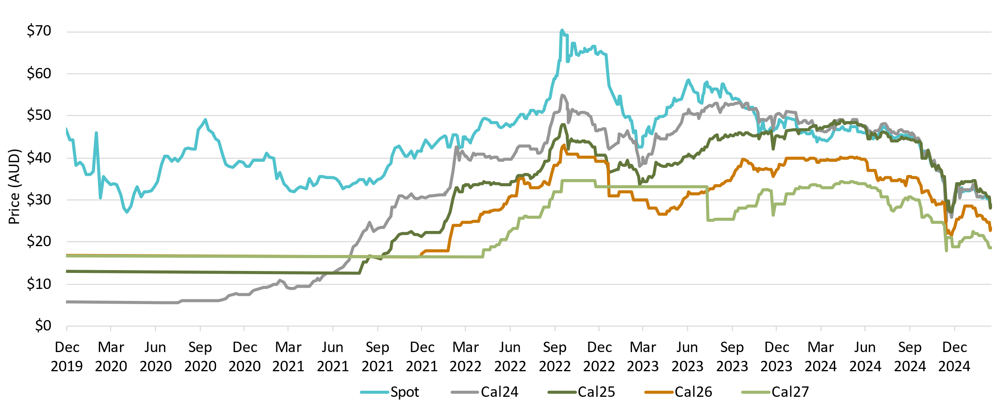 $70
$60
$50
$40
$30
$20
$10
$0
Price (AUD)
Dec Mar Jun Sep Dec Mar Jun Sep Dec Mar Jun Sep Dec Mar Jun Sep Dec Mar Jun Sep Dec
2019 2020 2020 2020 2020 2021 2021 2021 2021 2022 2022 2022 2022 2023 2023 2023 2023 2024 2024 2024 2024
Spot Cal24 Cal25 Cal26 Cal27